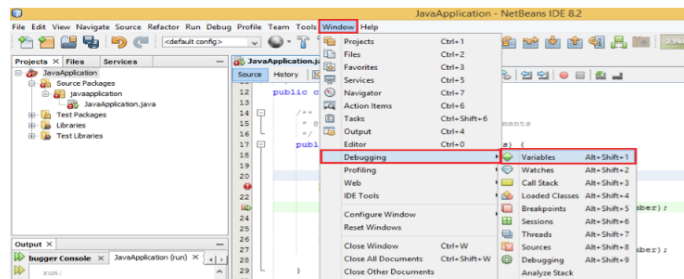 JavaApplication - NetBeans IDE 8.2
File Edit View Navigate Source Refactor Run Debug Profile Team Tools Window Help
<default config>
Projects
Files
Services
JavaApplication
Source Packages
javaapplication
JavaApplication.java
Test Packages
Libraries
Test Libraries
JavaApplication.ja
Source
History
12 public c
13
14 /**
15 *
ments
16 */
17 publ
s) {
18
19
20
22
ber);
24
25
26
27
ber);
28
29 }
Projects Ctrl+1
Files Ctrl+2
Favorites Ctrl+3
Services Ctrl+5
Navigator Ctrl+7
Action Items Ctrl+6
Tasks Ctrl+Shift+6
Output Ctrl+4
Editor Ctrl+0
Debugging
Profiling
Web
IDE Tools
Configure Window
Reset Windows
Close Window Ctrl+W
Close All Documents Ctrl+Shift+W
Close Other Documents
Variables Alt+Shift+1
Watches Alt+Shift+2
Call Stack Alt+Shift+3
Loaded Classes Alt+Shift+4
Breakpoints Alt+Shift+5
Sessions Alt+Shift+6
Threads Alt+Shift+7
Sources Alt+Shift+8
Debugging Alt+Shift+9
Analyze Stack
Output
bugger Console
JavaApplication (run)
run: